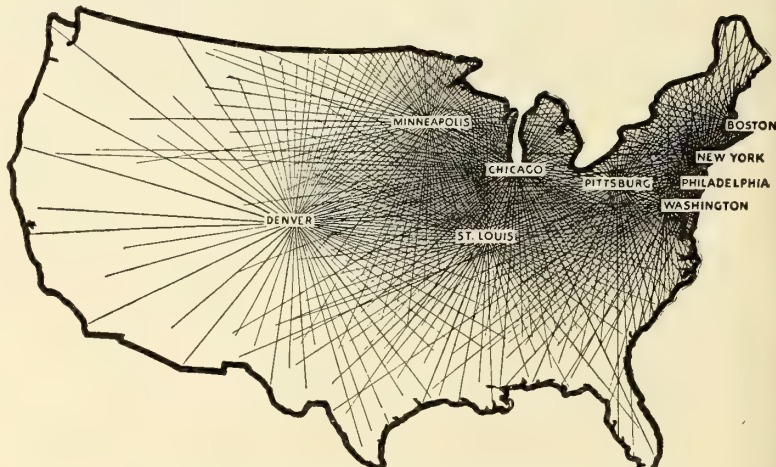 MINNEAPOLIS
BOSTON
NEW YORK
CHICAGO
PITTSBURG
PHILADELPHIA
WASHINGTON
DENVER
ST. LOUIS